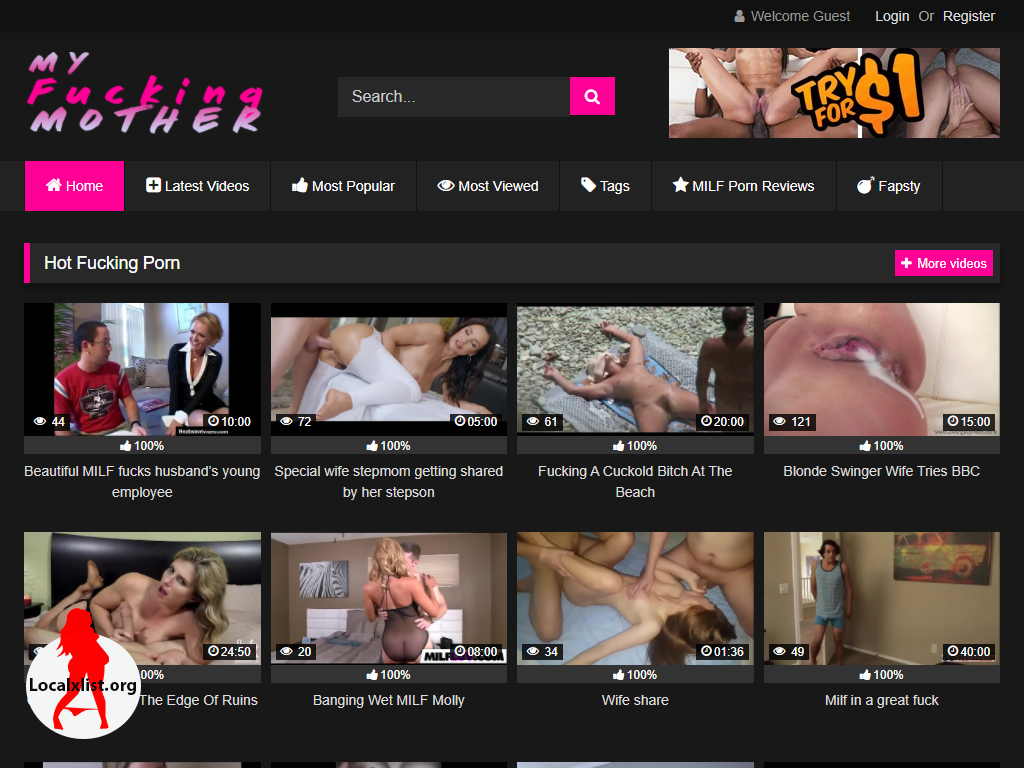 Welcome Guest Login Or Register
MY
Fucking
MOTHER
Search...
TRY
FOR $1
Home
Latest Videos
Most Popular
Most Viewed
Tags
MILF Porn Reviews
Fapsty
Hot Fucking Porn
+ More videos
44 10:00
72 05:00
61 20:00
121 15:00
100%
100%
100%
100%
Beautiful MILF fucks husband's young
employee
Special wife stepmom getting shared
by her stepson
Fucking A Cuckold Bitch At The
Beach
Blonde Swinger Wife Tries BBC
24:50
20 08:00
34 01:36
49 40:00
00%
100%
100%
100%
Localxlist.org
The Edge Of Ruins
Banging Wet MILF Molly
Wife share
Milf in a great fuck